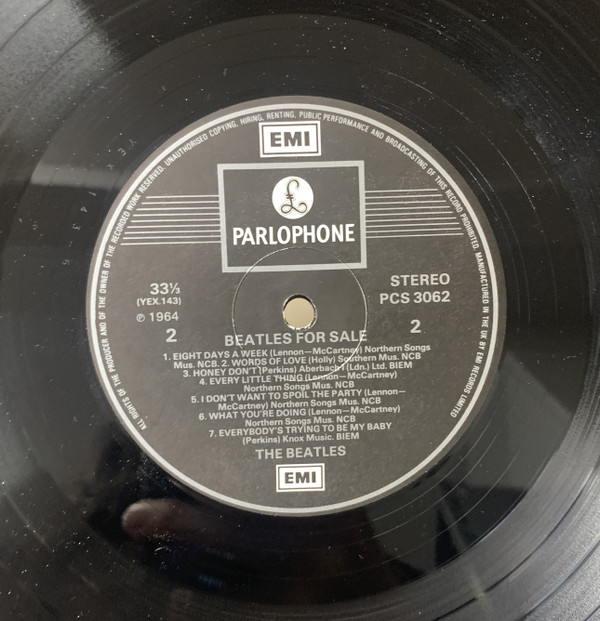 ALL RIGHTS OF THE PRODUCER AND OF THE OWNER OF THE RECORDED WORK RESERVED. UNAUTHORISED COPYING, HIRING, RENTING, PUBLIC PERFORMANCE AND BROADCASTING OF THIS RECORD PROHIBITED. MANUFACTURED IN THE UK BY EMI RECORDS LIMITED
EMI
£
PARLOPHONE
33⅓
(YEX.143)
℗ 1964
2
STEREO
PCS 3062
2
BEATLES FOR SALE
1. EIGHT DAYS A WEEK (Lennon—McCartney) Northern Songs
Mus. NCB. 2. WORDS OF LOVE (Holly) Southern Mus. NCB
3. HONEY DON'T (Perkins) Aberbach (Ldn.) Ltd. BIEM
4. EVERY LITTLE THING (Lennon—McCartney)
Northern Songs Mus. NCB
5. I DON'T WANT TO SPOIL THE PARTY (Lennon—
McCartney) Northern Songs Mus. NCB
6. WHAT YOU'RE DOING (Lennon—McCartney)
Northern Songs Mus. NCB
7. EVERYBODY'S TRYING TO BE MY BABY
(Perkins) Knox Music. BIEM
THE BEATLES
EMI